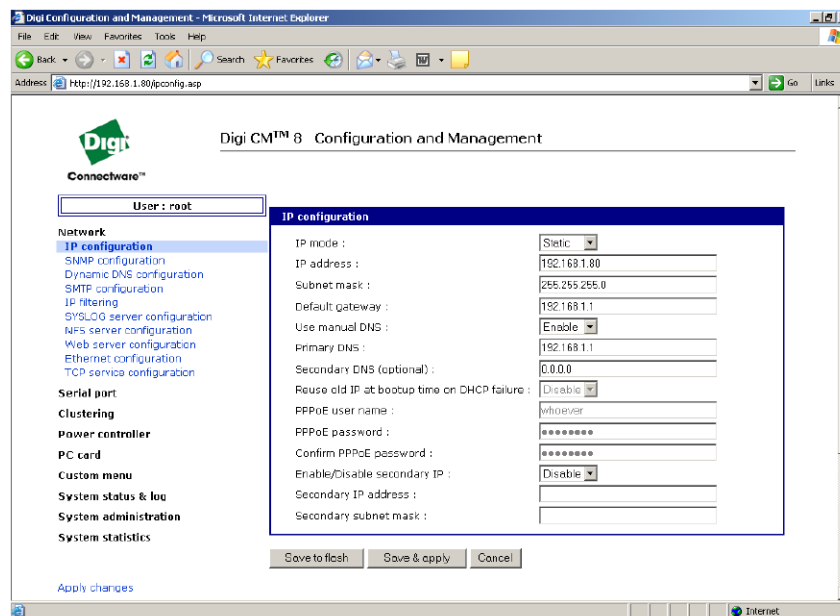 Digi Configuration and Management - Microsoft Internet Explorer
File Edit View Favorites Tools Help
Back Search Favorites
Address http://192.168.1.80/ipconfig.asp Go Links
Digi
Connectware™
Digi CM™ 8 Configuration and Management
User : root
Network
IP configuration
SNMP configuration
Dynamic DNS configuration
SMTP configuration
IP filtering
SYSLOG server configuration
NFS server configuration
Web server configuration
Ethernet configuration
TCP service configuration
Serial port
Clustering
Power controller
PC card
Custom menu
System status & log
System administration
System statistics
Apply changes
IP configuration
IP mode : Static
IP address : 192.168.1.80
Subnet mask : 255.255.255.0
Default gateway : 192.168.1.1
Use manual DNS : Enable
Primary DNS : 192.168.1.1
Secondary DNS (optional) : 0.0.0.0
Reuse old IP at bootup time on DHCP failure : Disable
PPPoE user name : whoever
PPPoE password : ●●●●●●●●
Confirm PPPoE password : ●●●●●●●●
Enable/Disable secondary IP : Disable
Secondary IP address :
Secondary subnet mask :
Save to flash Save & apply Cancel
Internet